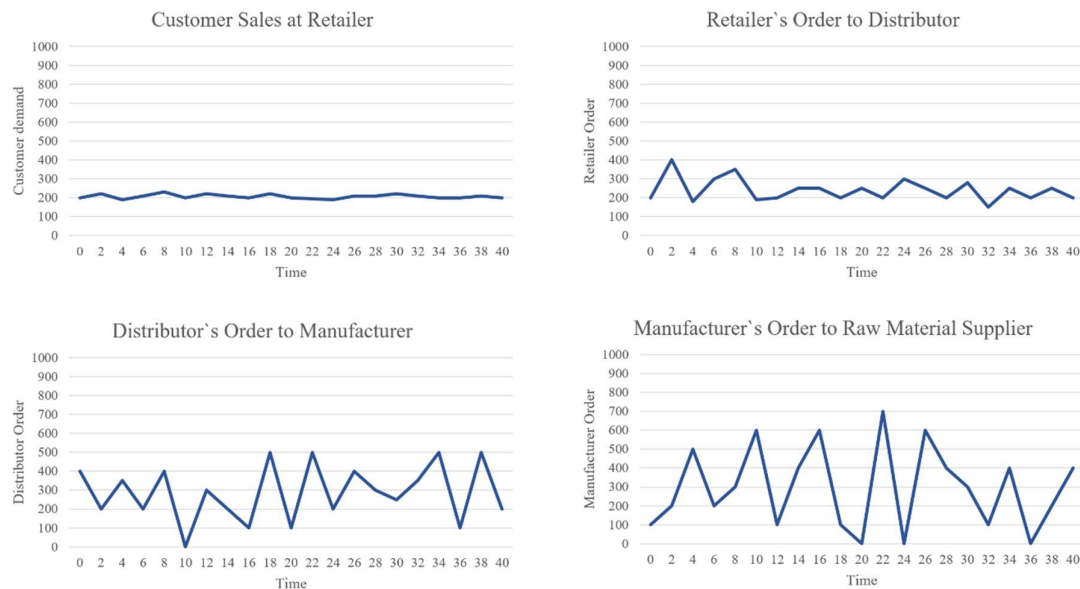 Customer Sales at Retailer
1000
900
800
700
600
500
400
300
200
100
0
Customer demand
0 2 4 6 8 10 12 14 16 18 20 22 24 26 28 30 32 34 36 38 40
Time
Retailer`s Order to Distributor
1000
900
800
700
600
500
400
300
200
100
0
Retailer Order
0 2 4 6 8 10 12 14 16 18 20 22 24 26 28 30 32 34 36 38 40
Time
Distributor`s Order to Manufacturer
1000
900
800
700
600
500
400
300
200
100
0
Distributor Order
0 2 4 6 8 10 12 14 16 18 20 22 24 26 28 30 32 34 36 38 40
Time
Manufacturer`s Order to Raw Material Supplier
1000
900
800
700
600
500
400
300
200
100
0
Manufacturer Order
0 2 4 6 8 10 12 14 16 18 20 22 24 26 28 30 32 34 36 38 40
Time